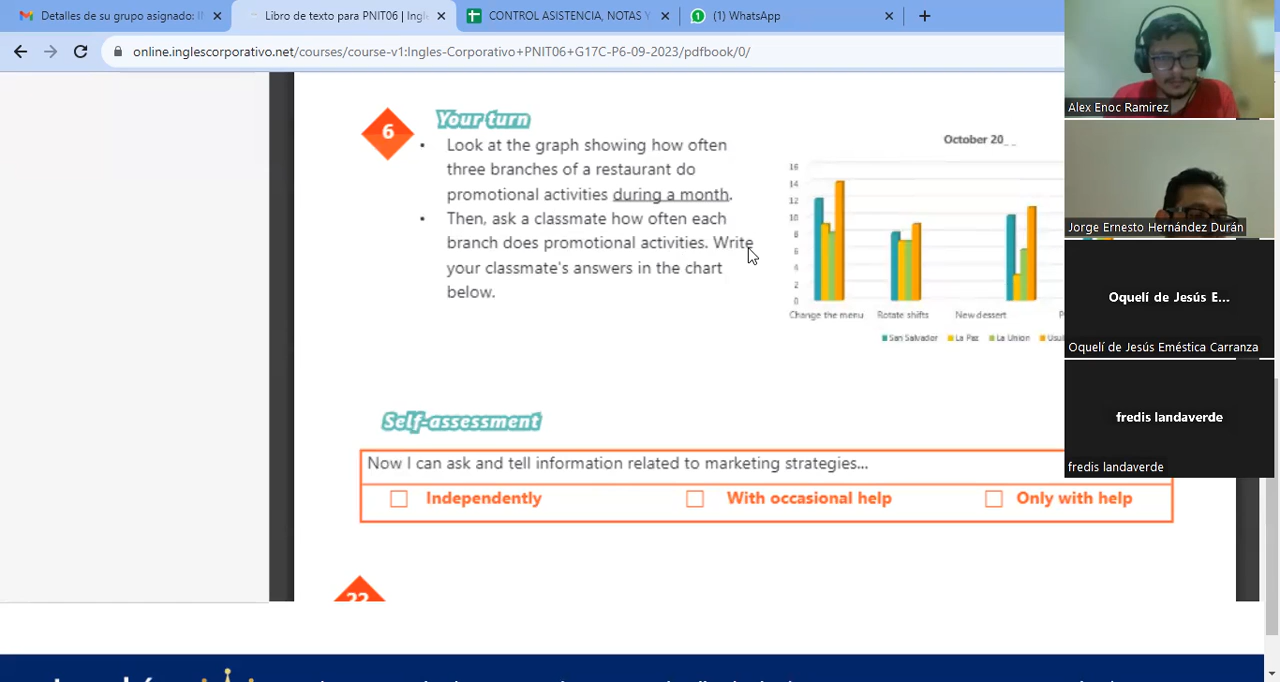 Detalles de su grupo asignado: I
Libro de texto para PNIT06 | Ingl
CONTROL ASISTENCIA, NOTAS Y
(1) WhatsApp
online.inglescorporativo.net/courses/course-v1:Ingles-Corporativo+PNIT06+G17C-P6-09-2023/pdfbook/0/
6
Your turn
• Look at the graph showing how often
three branches of a restaurant do
promotional activities during a month.
• Then, ask a classmate how often each
branch does promotional activities. Write
your classmate's answers in the chart
below.
October 20_ _
16
14
12
10
8
6
4
2
0
Change the menu Rotate shifts New dessert P
San Salvador La Paz La Union Usul
Self-assessment
Now I can ask and tell information related to marketing strategies...
Independently With occasional help Only with help
22
Alex Enoc Ramirez
Jorge Ernesto Hernández Durán
Oquelí de Jesús E...
Oquelí de Jesús Eméstica Carranza
fredis landaverde
fredis landaverde